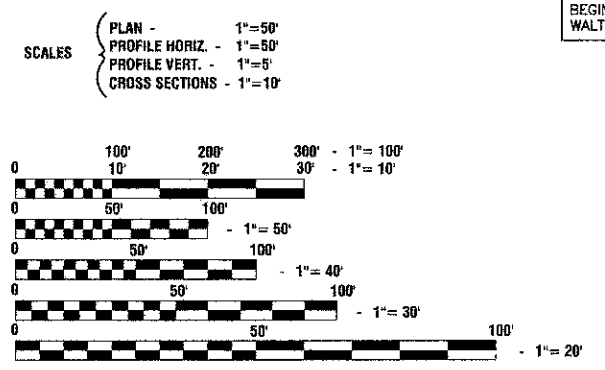 BEGIN
WALT
PLAN - 1"=50'
SCALES PROFILE HORIZ. - 1"=50'
PROFILE VERT. - 1"=5'
CROSS SECTIONS - 1"=10'
100' 200' 300' - 1"= 100'
0 10' 20' 30' - 1"= 10'
0 50' 100' - 1"= 50'
0 50' 100' - 1"= 40'
0 50' 100' - 1"= 30'
0 50' 100' - 1"= 20'